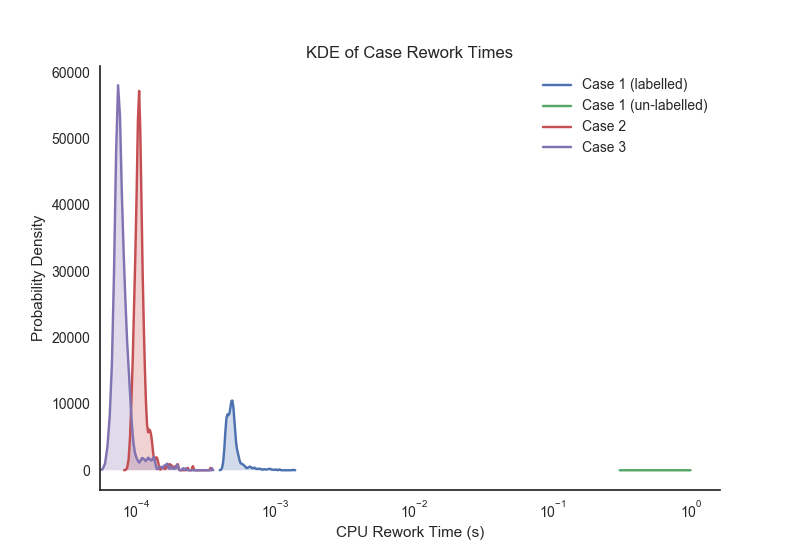 KDE of Case Rework Times
Case 1 (labelled)
Case 1 (un-labelled)
Case 2
Case 3
Probability Density
60000
50000
40000
30000
20000
10000
0
10⁻⁴ 10⁻³ 10⁻² 10⁻¹ 10⁰
CPU Rework Time (s)